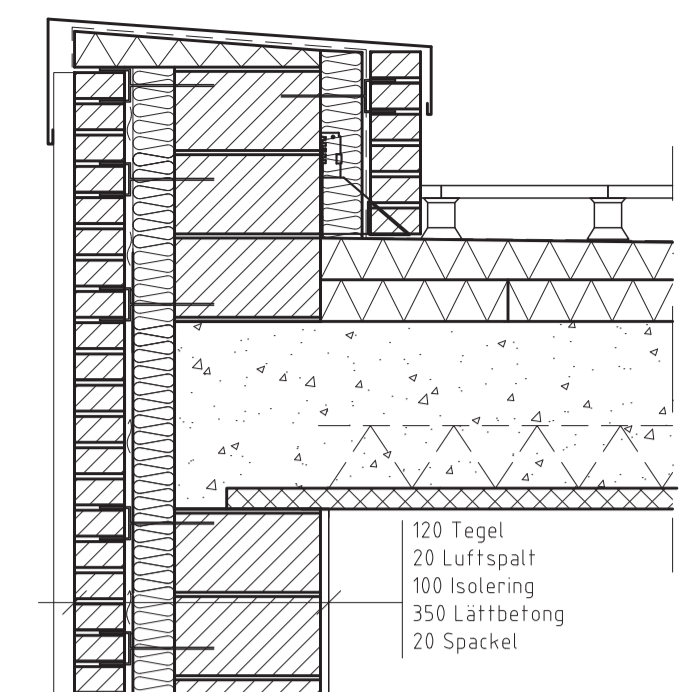 120 Tegel
20 Luftspalt
100 Isolering
350 Lättbetong
20 Spackel